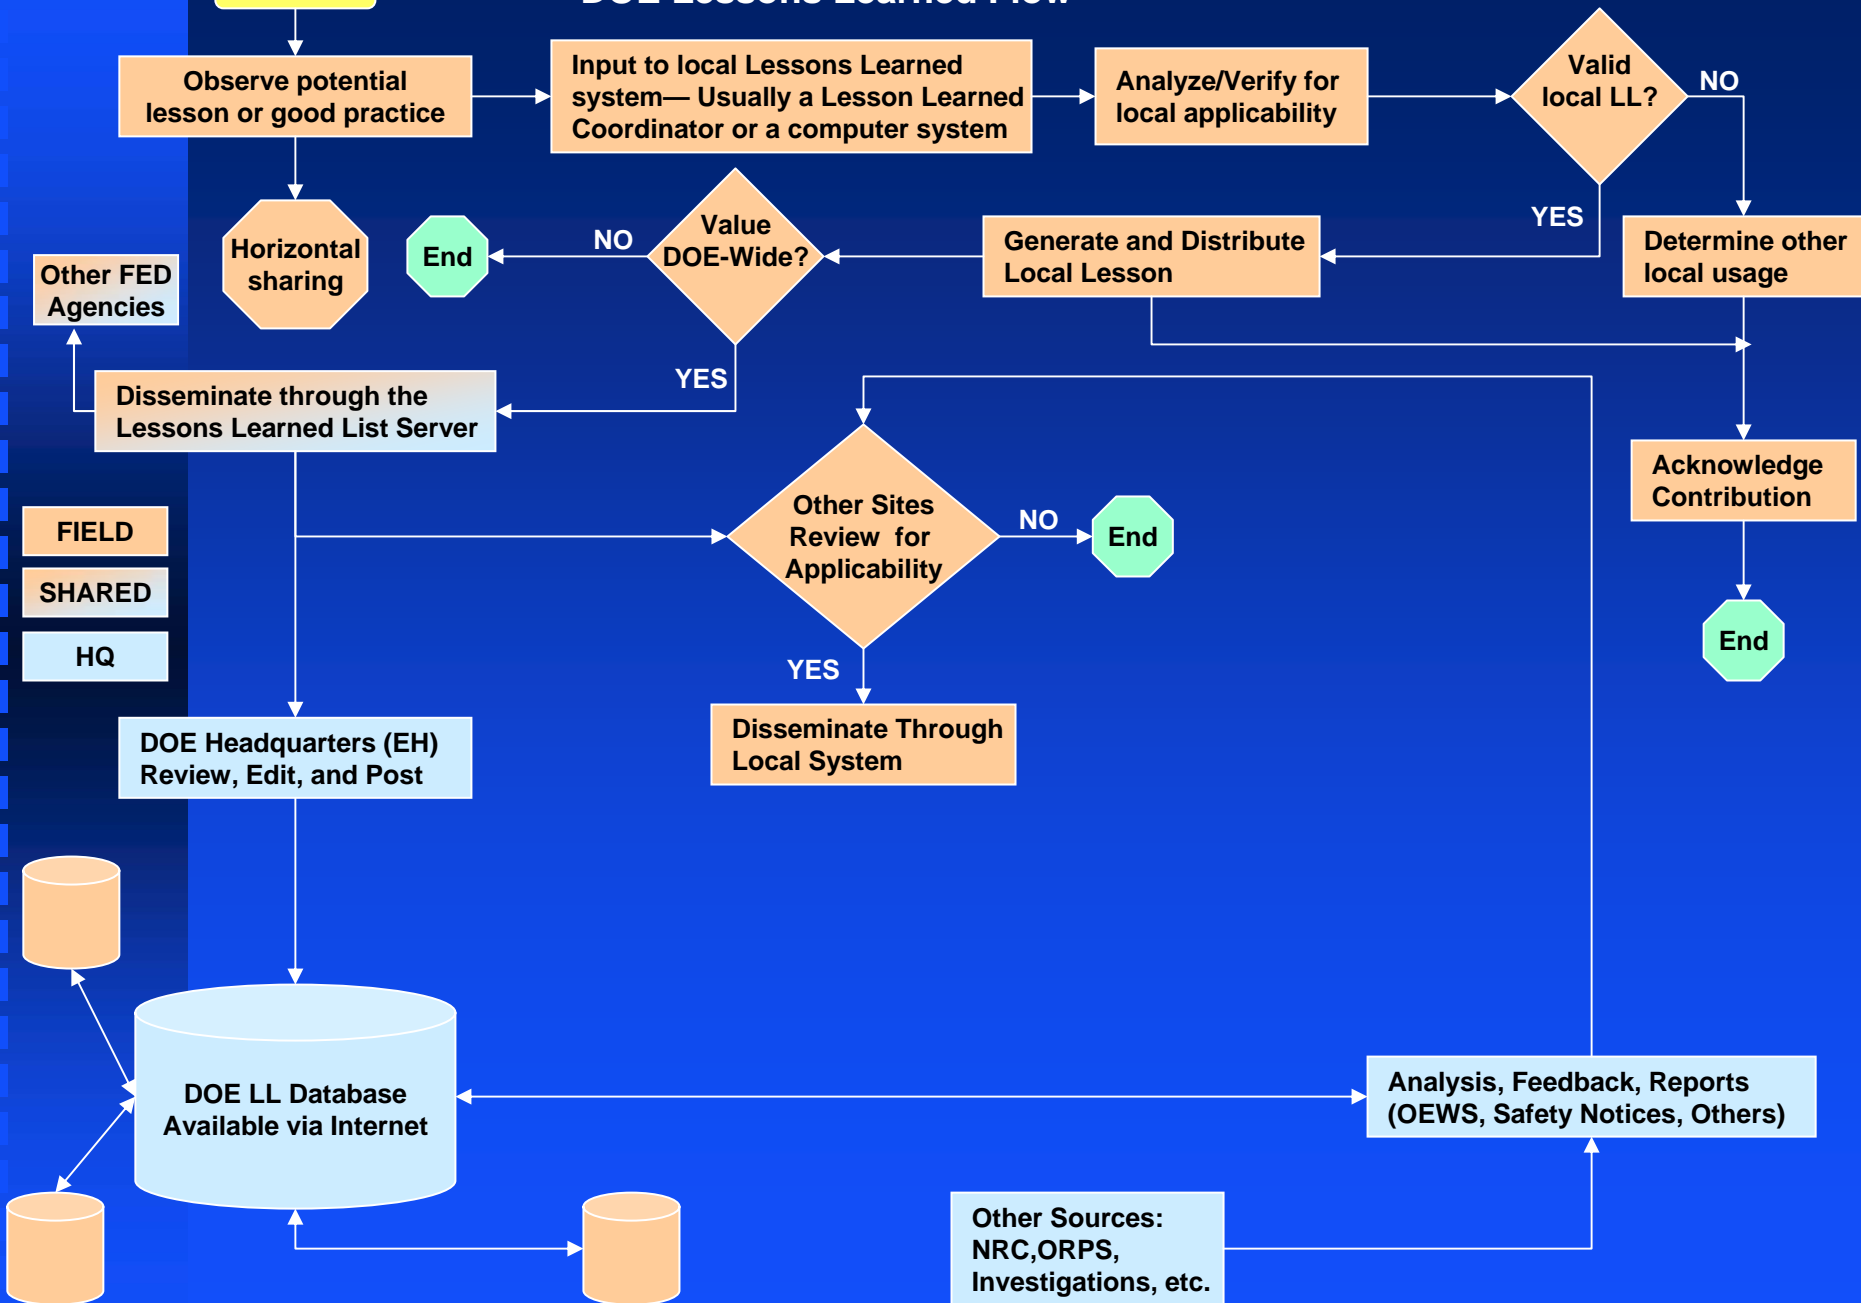 DOE Lessons Learned Flow
Observe potential
lesson or good practice
Input to local Lessons Learned
system— Usually a Lesson Learned
Coordinator or a computer system
Analyze/Verify for
local applicability
Valid
local LL?
NO
YES
Determine other
local usage
Generate and Distribute
Local Lesson
Value
DOE-Wide?
NO
End
Horizontal
sharing
Other FED
Agencies
YES
Disseminate through the
Lessons Learned List Server
Acknowledge
Contribution
End
Other Sites
Review for
Applicability
NO
End
YES
Disseminate Through
Local System
FIELD
SHARED
HQ
DOE Headquarters (EH)
Review, Edit, and Post
DOE LL Database
Available via Internet
Analysis, Feedback, Reports
(OEWS, Safety Notices, Others)
Other Sources:
NRC,ORPS,
Investigations, etc.